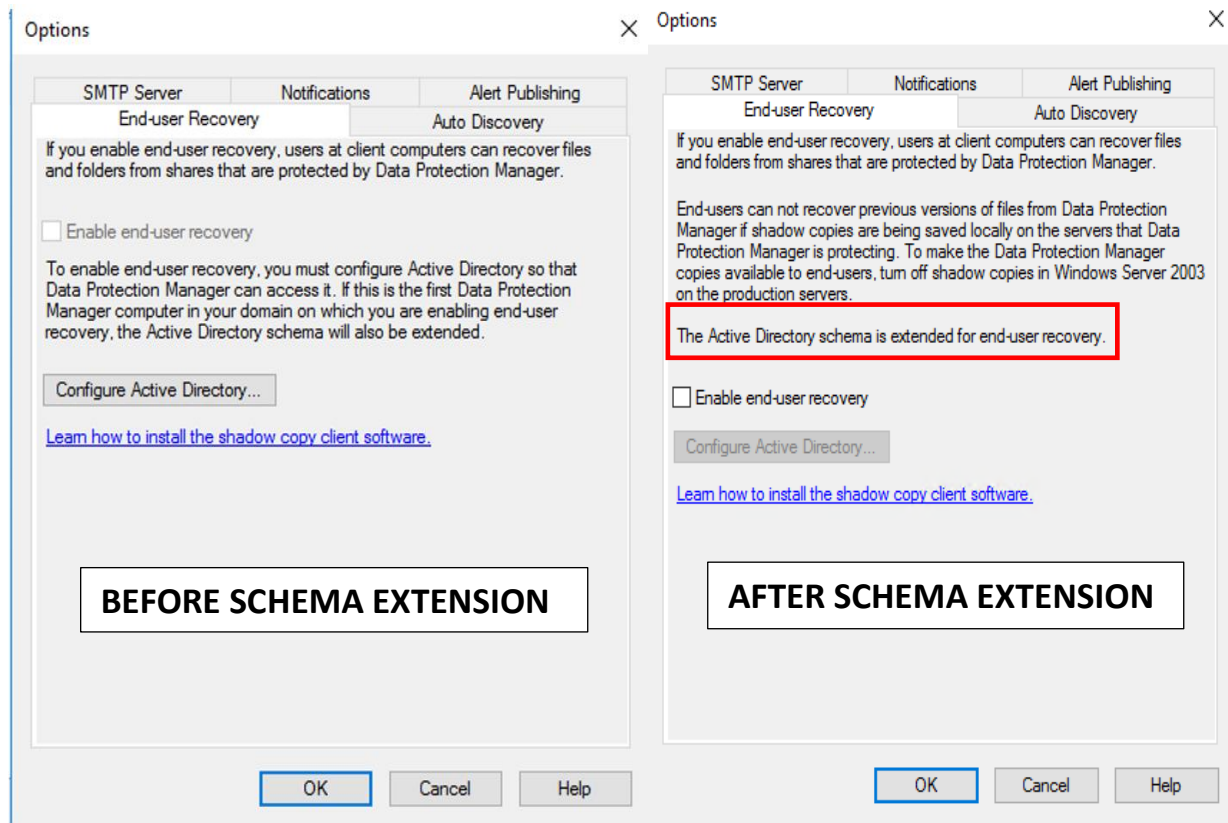 Options
SMTP Server
Notifications
Alert Publishing
End-user Recovery
Auto Discovery
If you enable end-user recovery, users at client computers can recover files
and folders from shares that are protected by Data Protection Manager.
Enable end-user recovery
To enable end-user recovery, you must configure Active Directory so that
Data Protection Manager can access it. If this is the first Data Protection
Manager computer in your domain on which you are enabling end-user
recovery, the Active Directory schema will also be extended.
Configure Active Directory...
Learn how to install the shadow copy client software.
BEFORE SCHEMA EXTENSION
OK
Cancel
Help
Options
SMTP Server
Notifications
Alert Publishing
End-user Recovery
Auto Discovery
If you enable end-user recovery, users at client computers can recover files
and folders from shares that are protected by Data Protection Manager.
End-users can not recover previous versions of files from Data Protection
Manager if shadow copies are being saved locally on the servers that Data
Protection Manager is protecting. To make the Data Protection Manager
copies available to end-users, turn off shadow copies in Windows Server 2003
on the production servers.
The Active Directory schema is extended for end-user recovery.
Enable end-user recovery
Configure Active Directory...
Learn how to install the shadow copy client software.
AFTER SCHEMA EXTENSION
OK
Cancel
Help